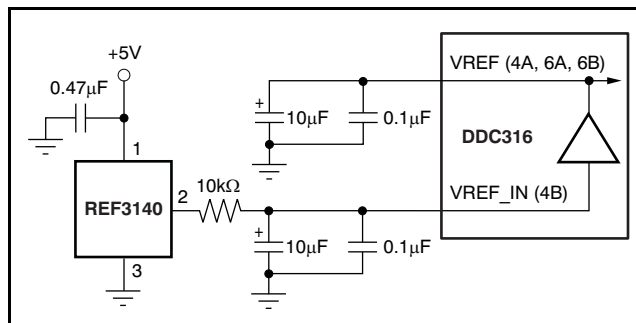 +5V
0.47μF
1
REF3140
2
3
10kΩ
+
10μF
0.1μF
+
10μF
0.1μF
VREF (4A, 6A, 6B)
DDC316
VREF_IN (4B)